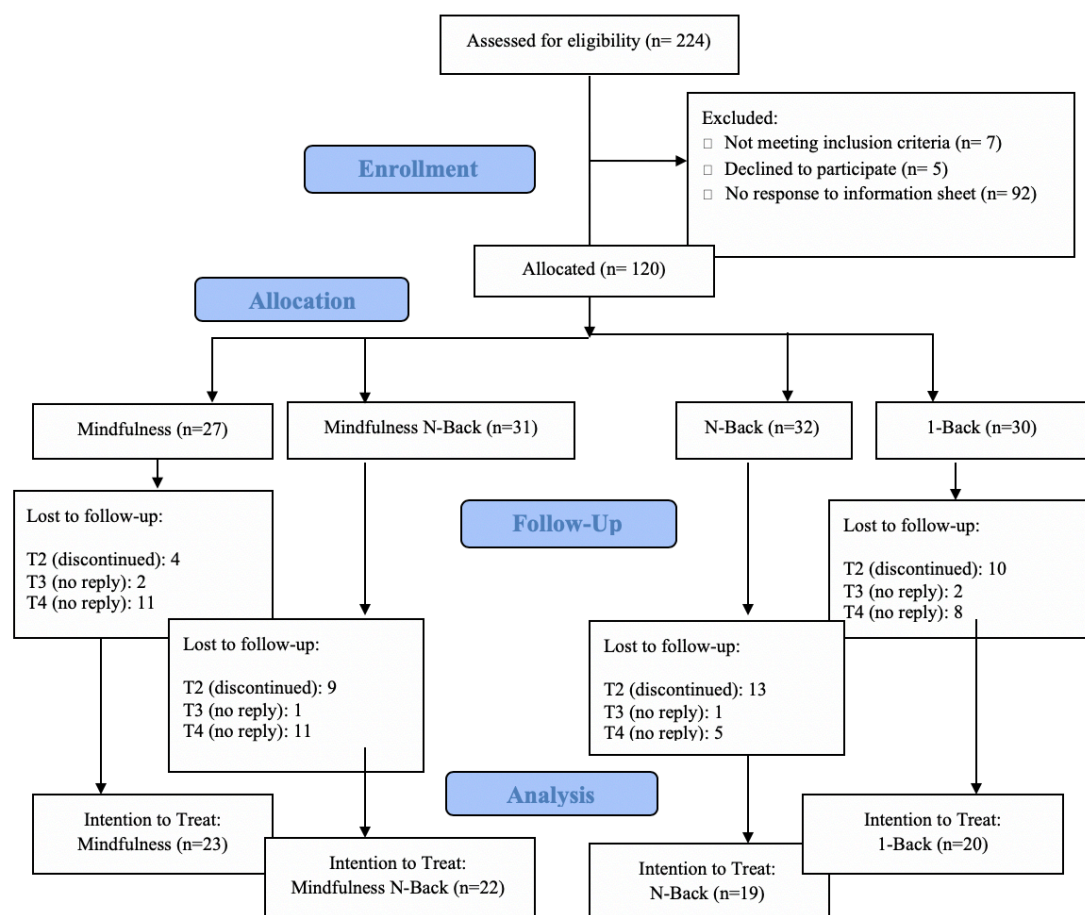 Assessed for eligibility (n= 224)
Excluded:
□ Not meeting inclusion criteria (n= 7)
□ Declined to participate (n= 5)
□ No response to information sheet (n= 92)
Enrollment
Allocated (n= 120)
Allocation
Mindfulness (n=27)
Mindfulness N-Back (n=31)
N-Back (n=32)
1-Back (n=30)
Lost to follow-up:
T2 (discontinued): 4
T3 (no reply): 2
T4 (no reply): 11
Follow-Up
Lost to follow-up:
T2 (discontinued): 10
T3 (no reply): 2
T4 (no reply): 8
Lost to follow-up:
T2 (discontinued): 9
T3 (no reply): 1
T4 (no reply): 11
Lost to follow-up:
T2 (discontinued): 13
T3 (no reply): 1
T4 (no reply): 5
Analysis
Intention to Treat:
Mindfulness (n=23)
Intention to Treat:
Mindfulness N-Back (n=22)
Intention to Treat:
N-Back (n=19)
Intention to Treat:
1-Back (n=20)